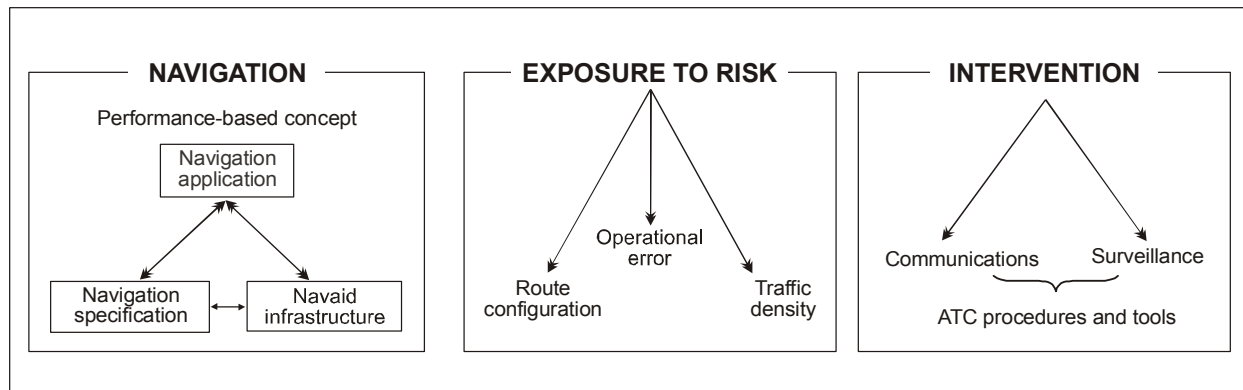 NAVIGATION
Performance-based concept
Navigation
application
Navigation
specification
Navaid
infrastructure
EXPOSURE TO RISK
Operational
error
Route
configuration
Traffic
density
INTERVENTION
Communications
Surveillance
ATC procedures and tools